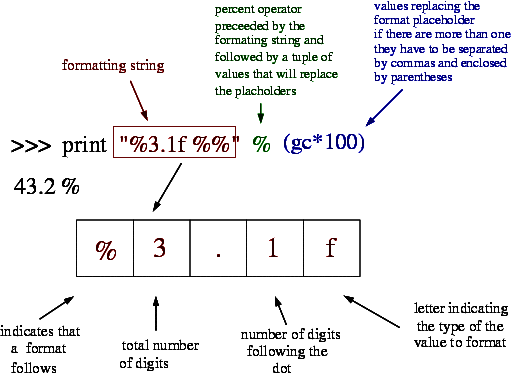 percent operator
preceeded by the
formating string and
followed by a tuple of
values that will replace
the placholders
values replacing the
format placeholder
if there are more than one
they have to be separated
by commas and enclosed
by parentheses
formatting string
>>> print "%3.1f %%" % (gc*100)
43.2 %
% 3 . 1 f
indicates that
a format
follows
total number
of digits
number of digits
following the
dot
letter indicating
the type of the
value to format